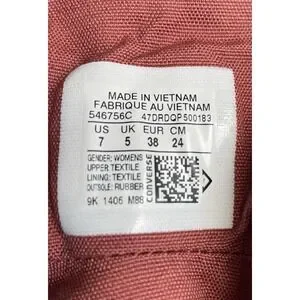 MADE IN VIETNAM
FABRIQUE AU VIETNAM
546756C 47DRDQP500183
US UK EUR CM
7 5 38 24
GENDER: WOMENS
UPPER: TEXTILE
LINING: TEXTILE
OUTSOLE: RUBBER
9K 1406 M88
CONVERSE